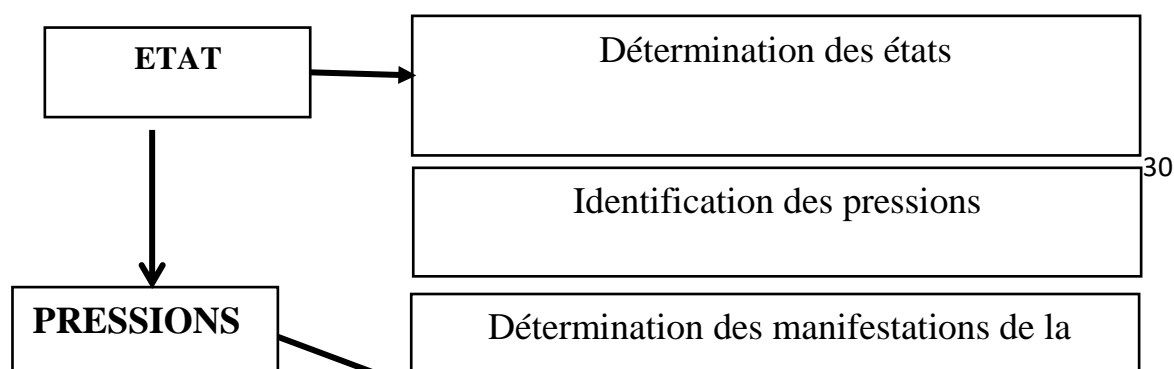 ETAT
Détermination des états
30
Identification des pressions
PRESSIONS
Détermination des manifestations de la